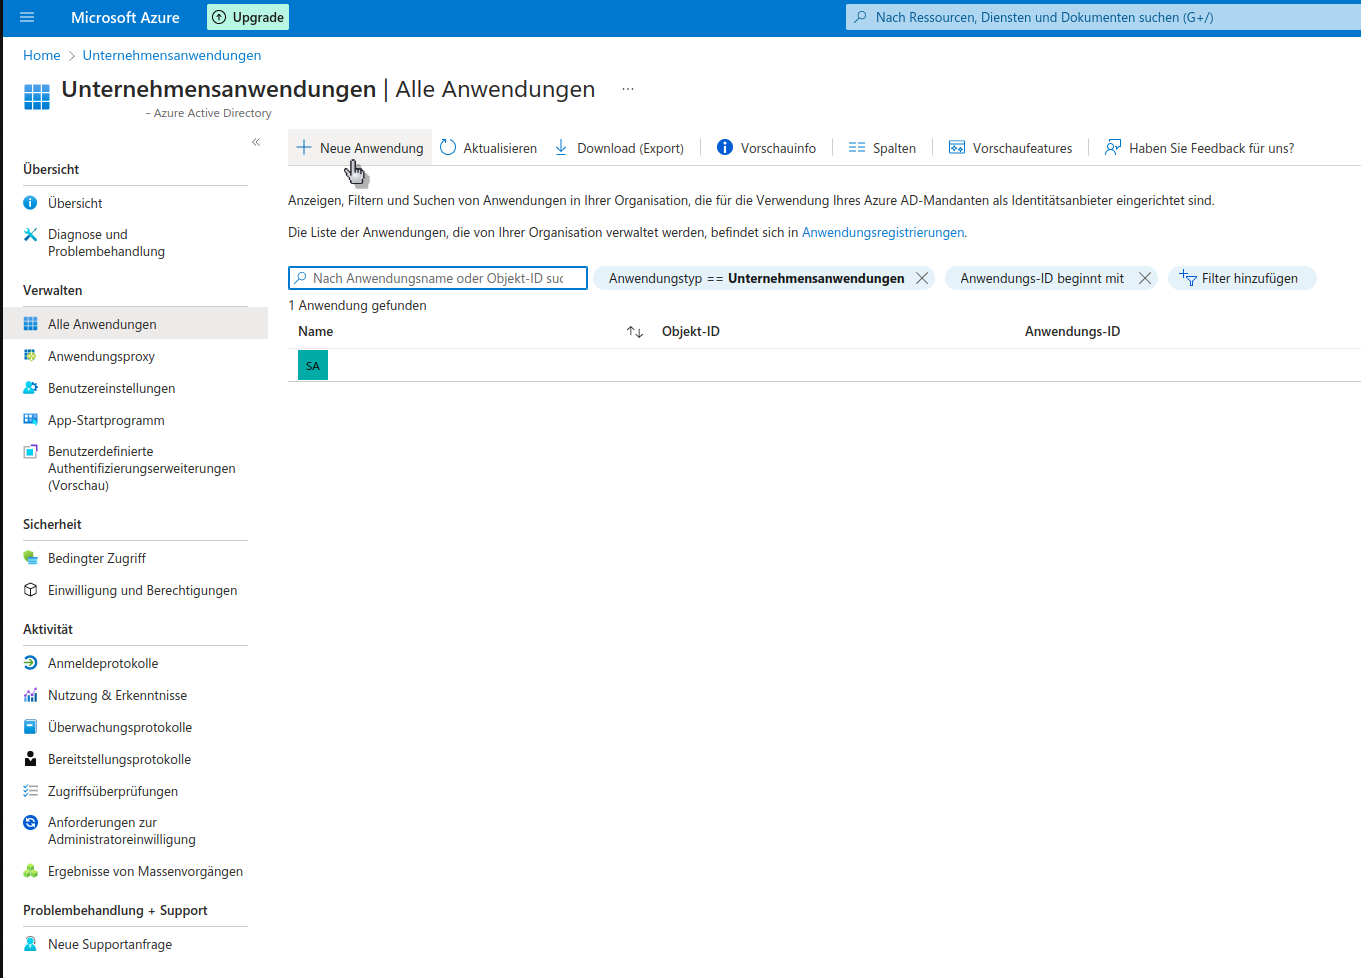 Microsoft Azure
Upgrade
Nach Ressourcen, Diensten und Dokumenten suchen (G+/)
Home > Unternehmensanwendungen
Unternehmensanwendungen | Alle Anwendungen ...
– Azure Active Directory
«
Neue Anwendung
Aktualisieren
Download (Export)
Vorschauinfo
Spalten
Vorschaufeatures
Haben Sie Feedback für uns?
Übersicht
Übersicht
Diagnose und
Problembehandlung
Verwalten
Alle Anwendungen
Anwendungsproxy
Benutzereinstellungen
App-Startprogramm
Benutzerdefinierte
Authentifizierungserweiterungen
(Vorschau)
Sicherheit
Bedingter Zugriff
Einwilligung und Berechtigungen
Aktivität
Anmeldeprotokolle
Nutzung & Erkenntnisse
Überwachungsprotokolle
Bereitstellungsprotokolle
Zugriffsüberprüfungen
Anforderungen zur
Administratoreinwilligung
Ergebnisse von Massenvorgängen
Problembehandlung + Support
Neue Supportanfrage
Anzeigen, Filtern und Suchen von Anwendungen in Ihrer Organisation, die für die Verwendung Ihres Azure AD-Mandanten als Identitätsanbieter eingerichtet sind.
Die Liste der Anwendungen, die von Ihrer Organisation verwaltet werden, befindet sich in Anwendungsregistrierungen.
Nach Anwendungsname oder Objekt-ID suc
Anwendungstyp == Unternehmensanwendungen
Anwendungs-ID beginnt mit
Filter hinzufügen
1 Anwendung gefunden
Name
Objekt-ID
Anwendungs-ID
SA